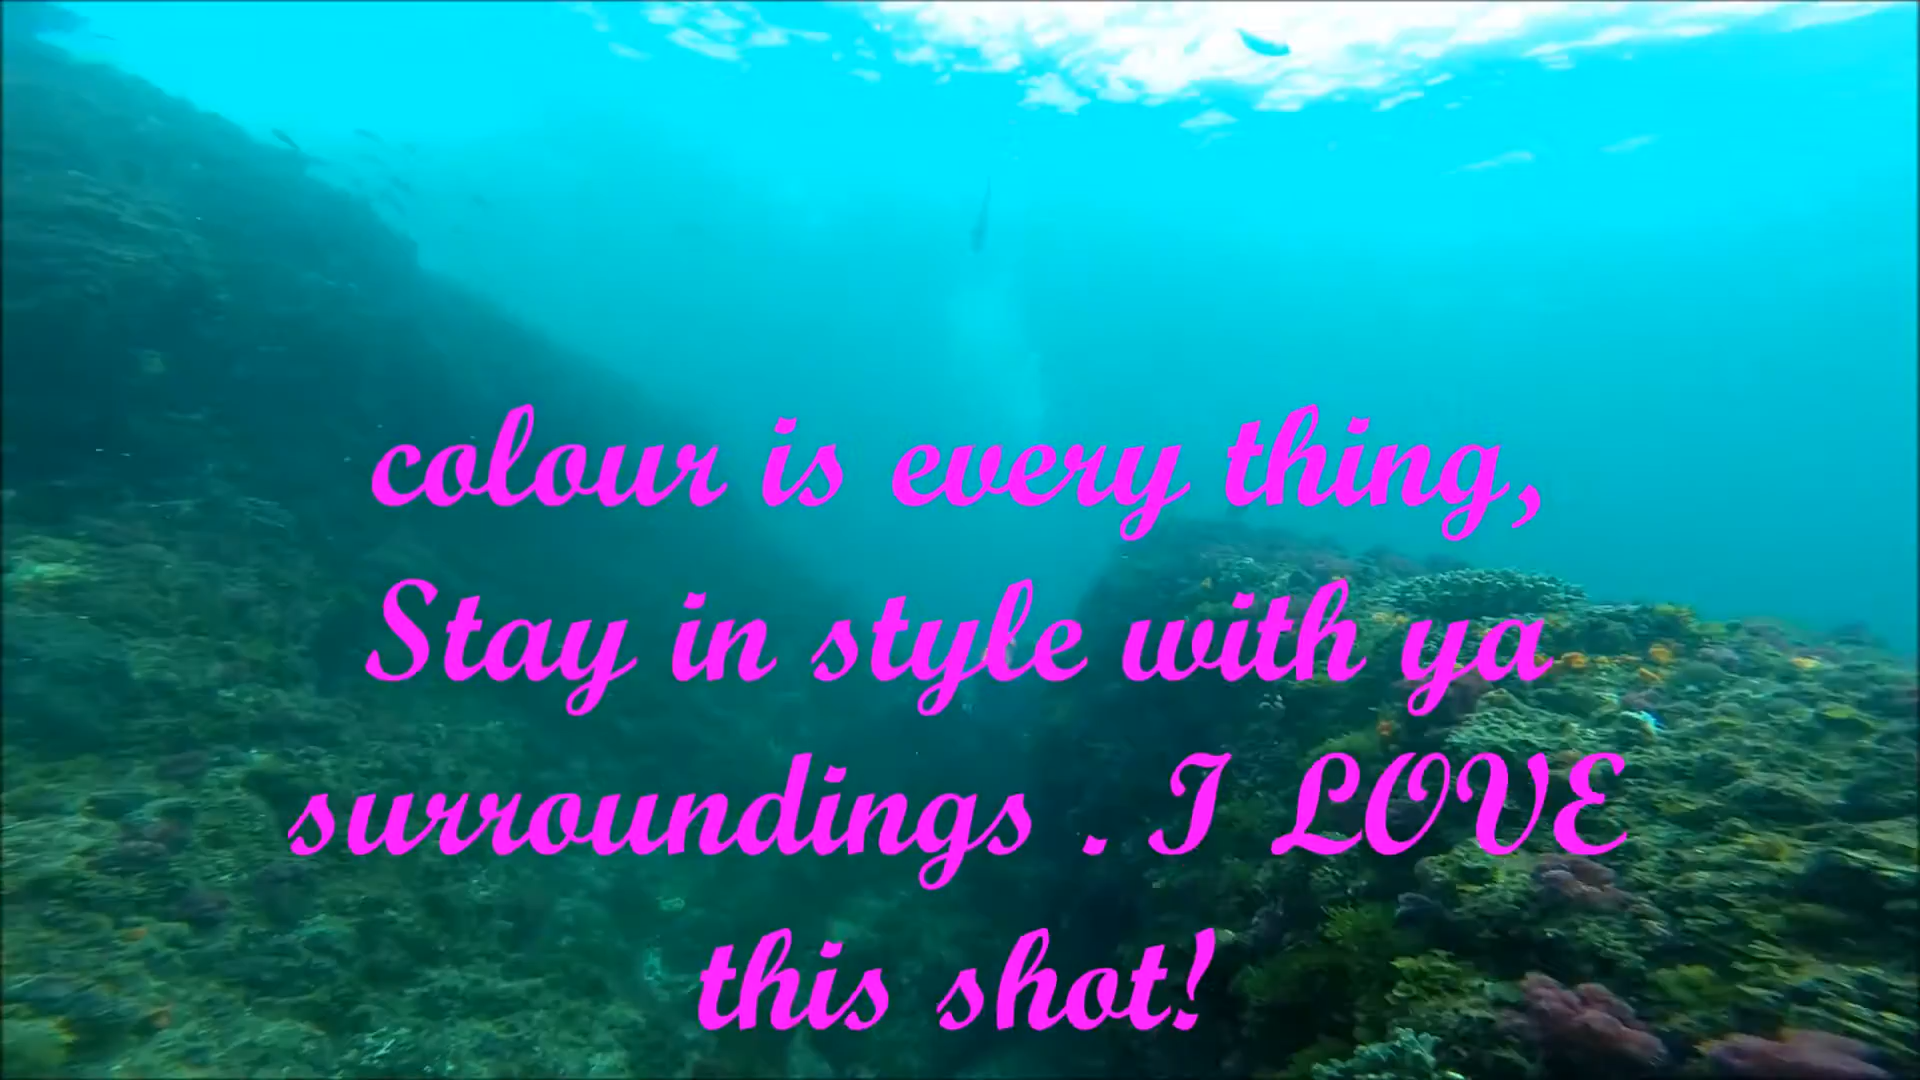 colour is every thing,
Stay in style with ya
surroundings . I LOVE
this shot!